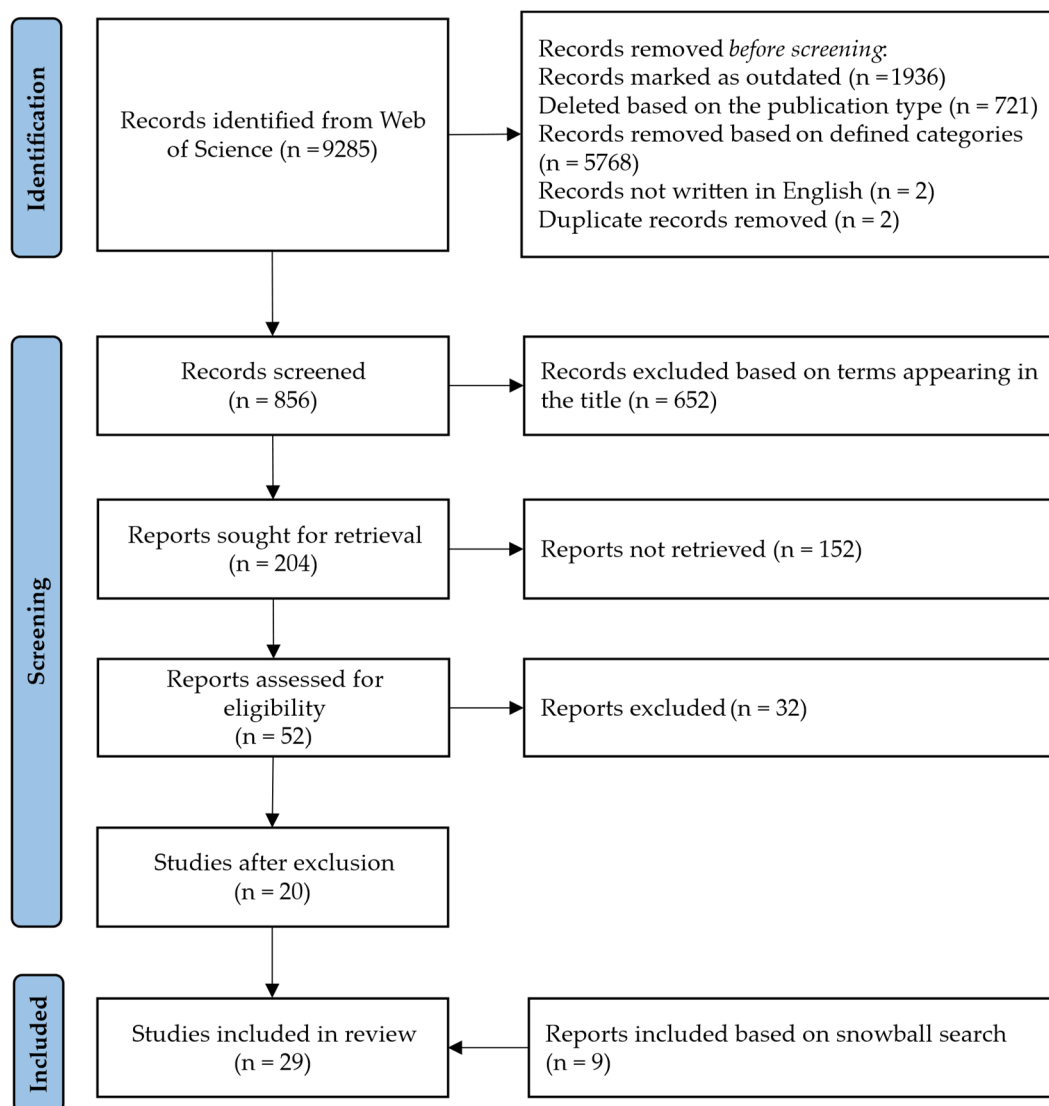 Identification
Records identified from Web
of Science (n = 9285)
Records removed before screening:
Records marked as outdated (n = 1936)
Deleted based on the publication type (n = 721)
Records removed based on defined categories
(n = 5768)
Records not written in English (n = 2)
Duplicate records removed (n = 2)
Screening
Records screened
(n = 856)
Records excluded based on terms appearing in
the title (n = 652)
Reports sought for retrieval
(n = 204)
Reports not retrieved (n = 152)
Reports assessed for
eligibility
(n = 52)
Reports excluded (n = 32)
Studies after exclusion
(n = 20)
Included
Studies included in review
(n = 29)
Reports included based on snowball search
(n = 9)